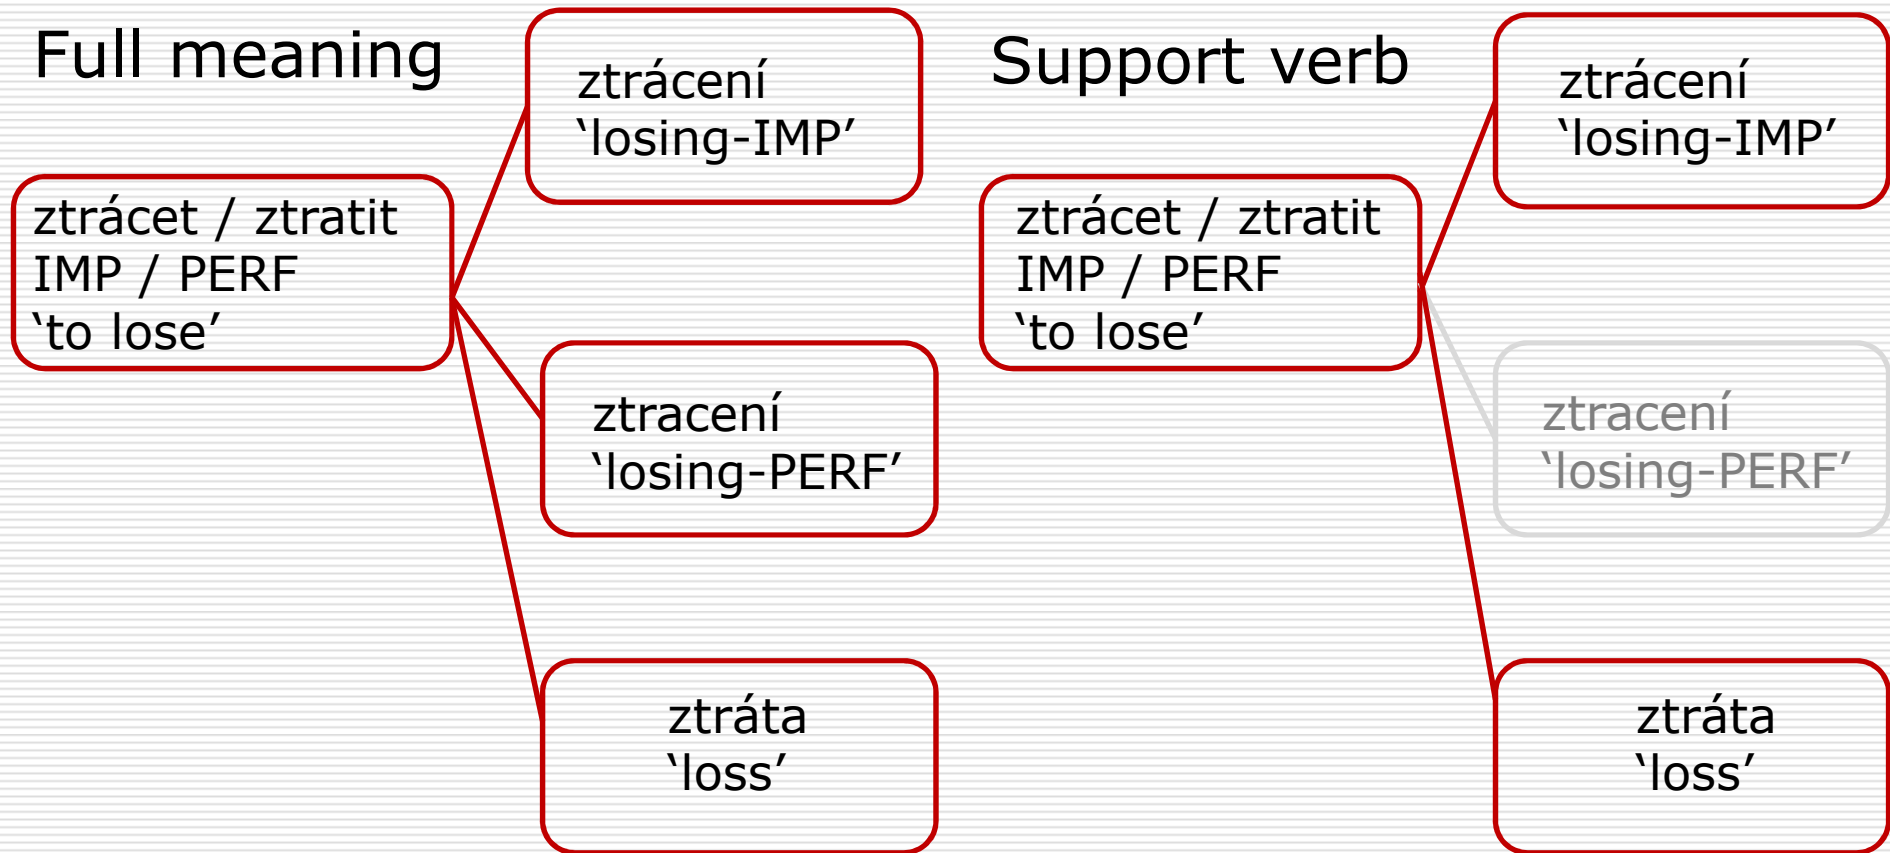 Full meaning
ztrácet / ztratit
IMP / PERF
‘to lose’
ztrácení
‘losing-IMP’
ztracení
‘losing-PERF’
ztráta
‘loss’
Support verb
ztrácet / ztratit
IMP / PERF
‘to lose’
ztrácení
‘losing-IMP’
ztracení
‘losing-PERF’
ztráta
‘loss’